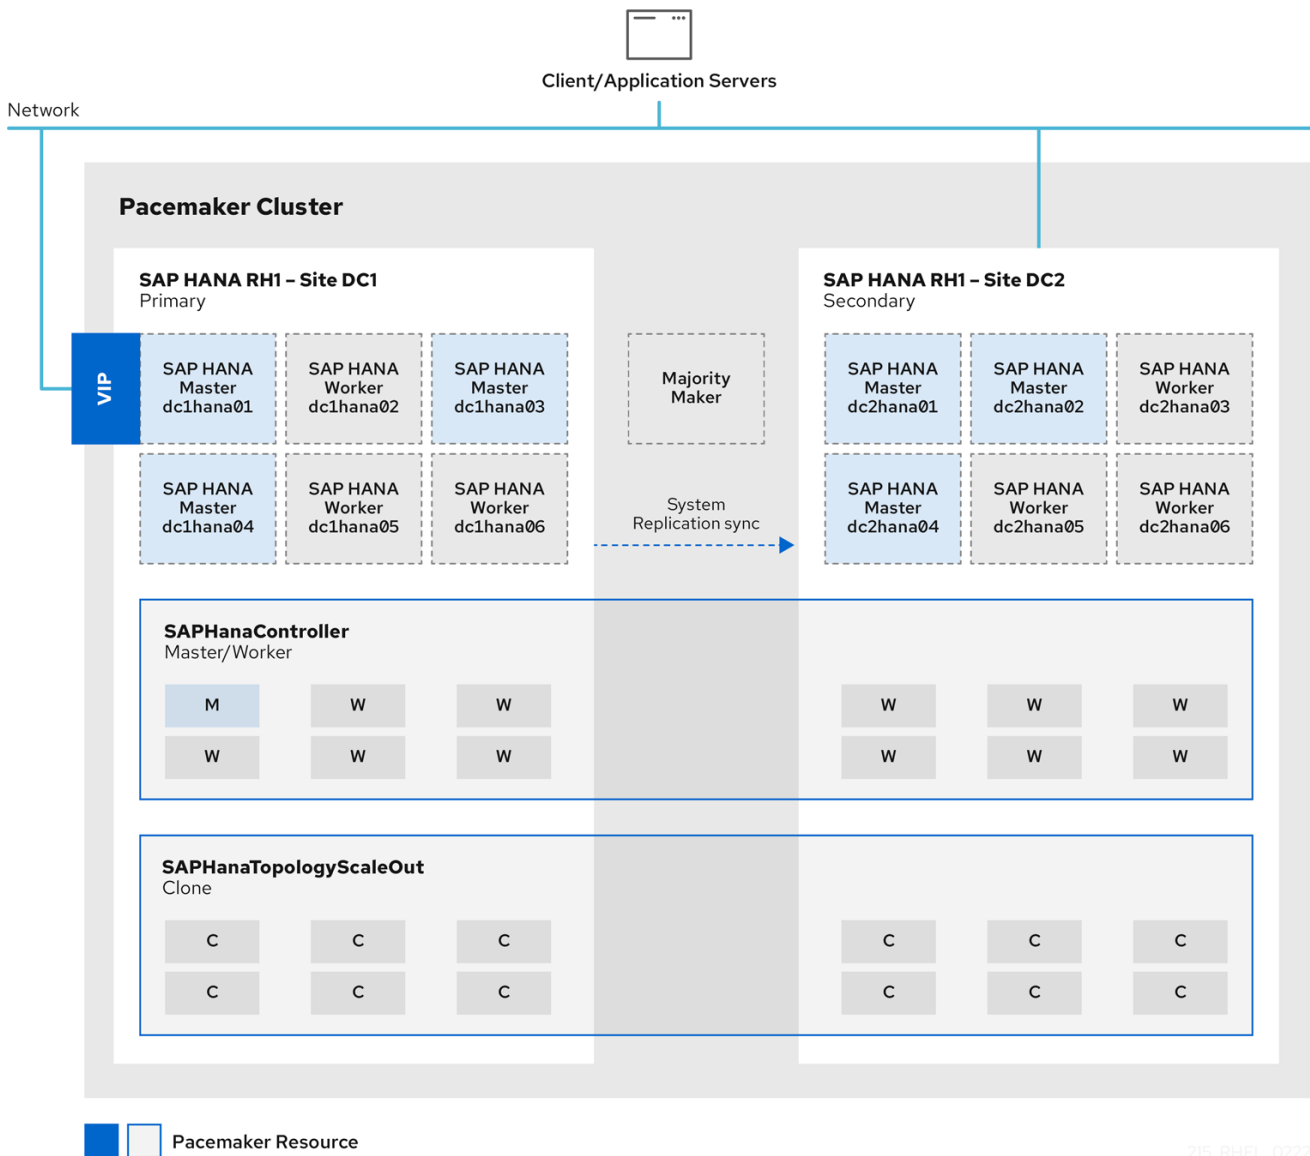 Client/Application Servers
Network
Pacemaker Cluster
SAP HANA RH1 – Site DC1
Primary
SAP HANA RH1 – Site DC2
Secondary
VIP
SAP HANA
Master
dc1hana01
SAP HANA
Worker
dc1hana02
SAP HANA
Master
dc1hana03
Majority
Maker
SAP HANA
Master
dc2hana01
SAP HANA
Master
dc2hana02
SAP HANA
Worker
dc2hana03
SAP HANA
Master
dc1hana04
SAP HANA
Worker
dc1hana05
SAP HANA
Worker
dc1hana06
System
Replication sync
SAP HANA
Master
dc2hana04
SAP HANA
Worker
dc2hana05
SAP HANA
Worker
dc2hana06
SAPHanaController
Master/Worker
M W W W W W
W W W W W W
SAPHanaTopologyScaleOut
Clone
C C C C C C
C C C C C C
Pacemaker Resource
215_RHEL_0222